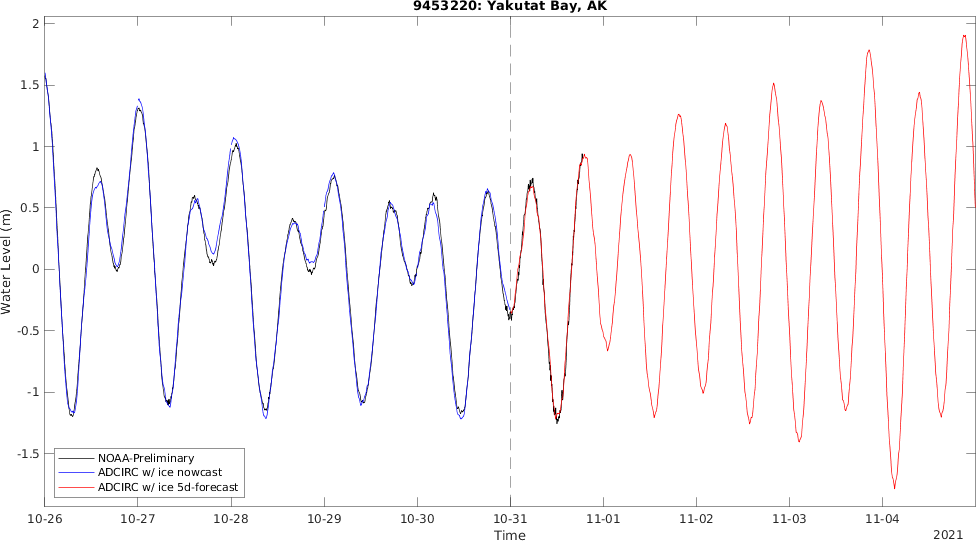 9453220: Yakutat Bay, AK
2
1.5
1
0.5
0
-0.5
-1
-1.5
Water Level (m)
NOAA-Preliminary
ADCIRC w/ ice nowcast
ADCIRC w/ ice 5d-forecast
10-26 10-27 10-28 10-29 10-30 10-31 11-01 11-02 11-03 11-04
Time
2021